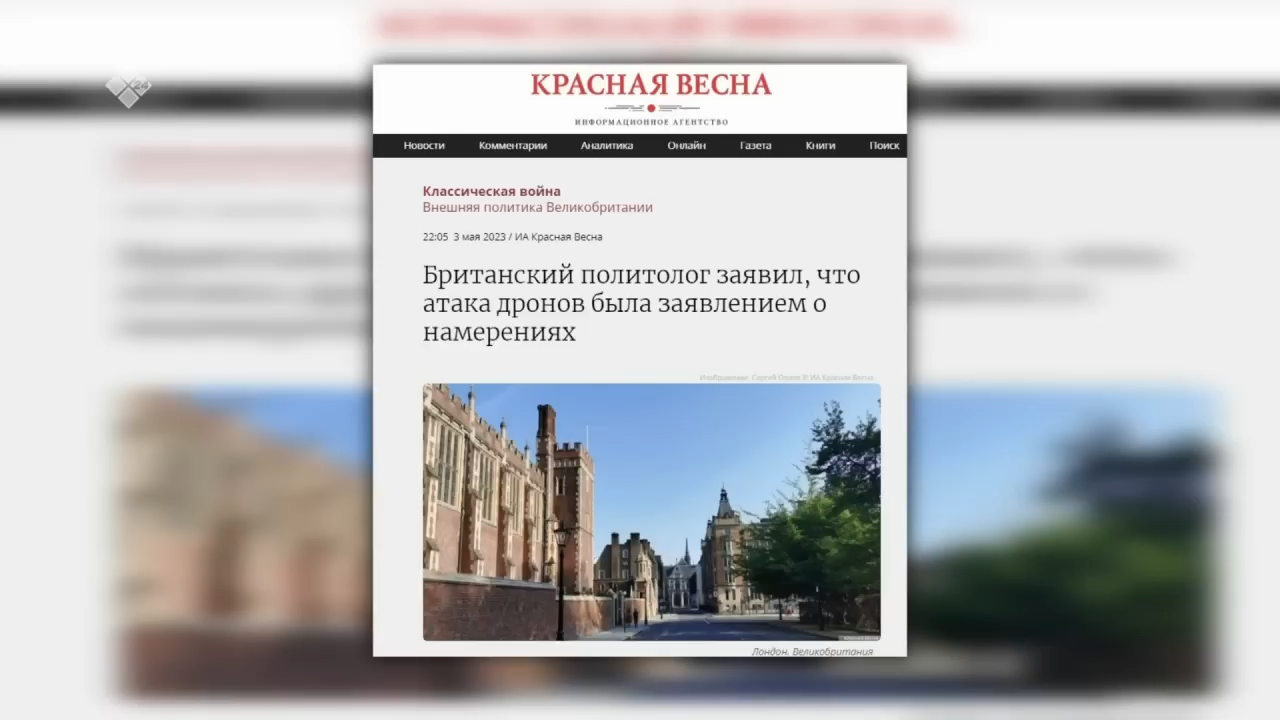 КРАСНАЯ ВЕСНА
ИНФОРМАЦИОННОЕ АГЕНТСТВО
Новости Комментарии Аналитика Онлайн Газета Книги Поиск
Классическая война
Внешняя политика Великобритании
22:05 3 мая 2023 / ИА Красная Весна
Британский политолог заявил, что
атака дронов была заявлением о
намерениях
Лондон. Великобритания